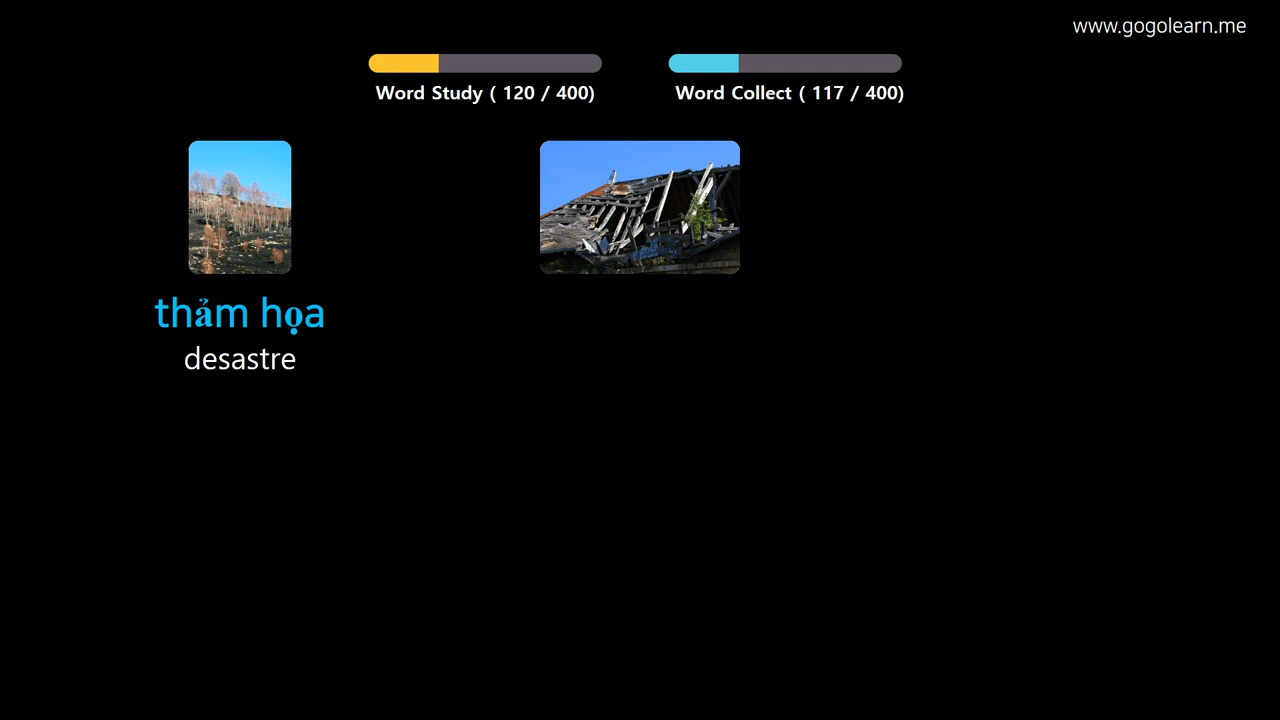 www.gogolearn.me
Word Study ( 120 / 400)
Word Collect ( 117 / 400)
thảm họa
desastre